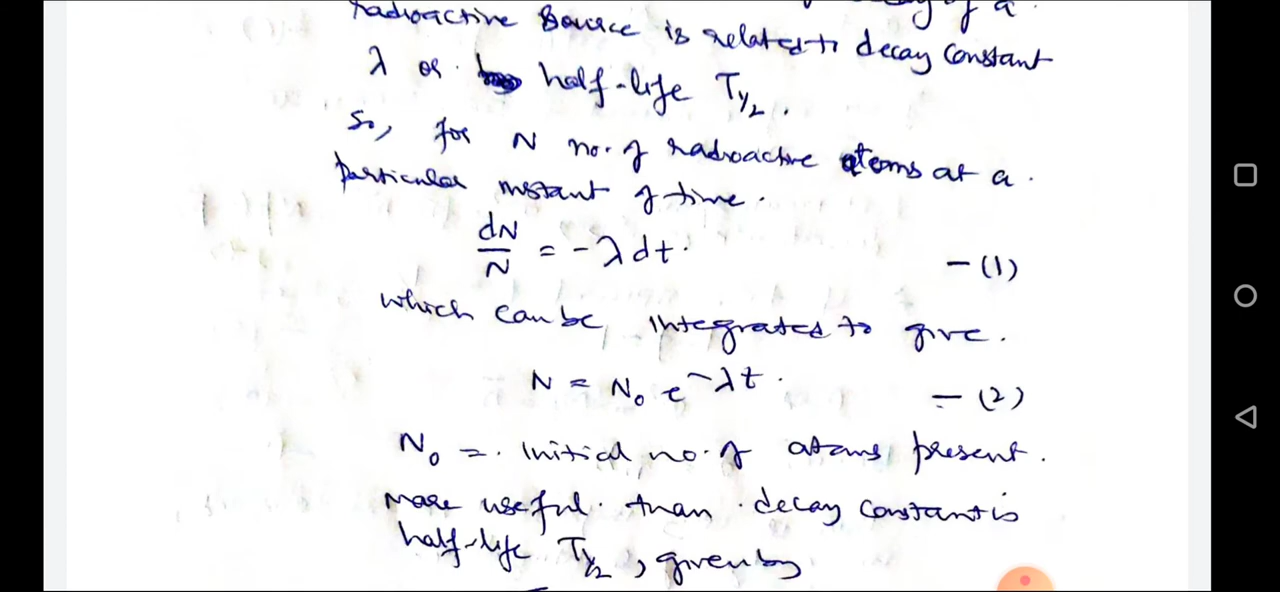 of a
radioactive source is related to decay constant
λ or half-life T1/2.
So, for N no. of radioactive atoms at a
particular instant of time.
dN/N = -λdt. -(1)
which can be integrated to give.
N = N₀ e^-λt. -(2)
N₀ = Initial no. of atoms present.
More useful than decay constant is
half-life T1/2, given by